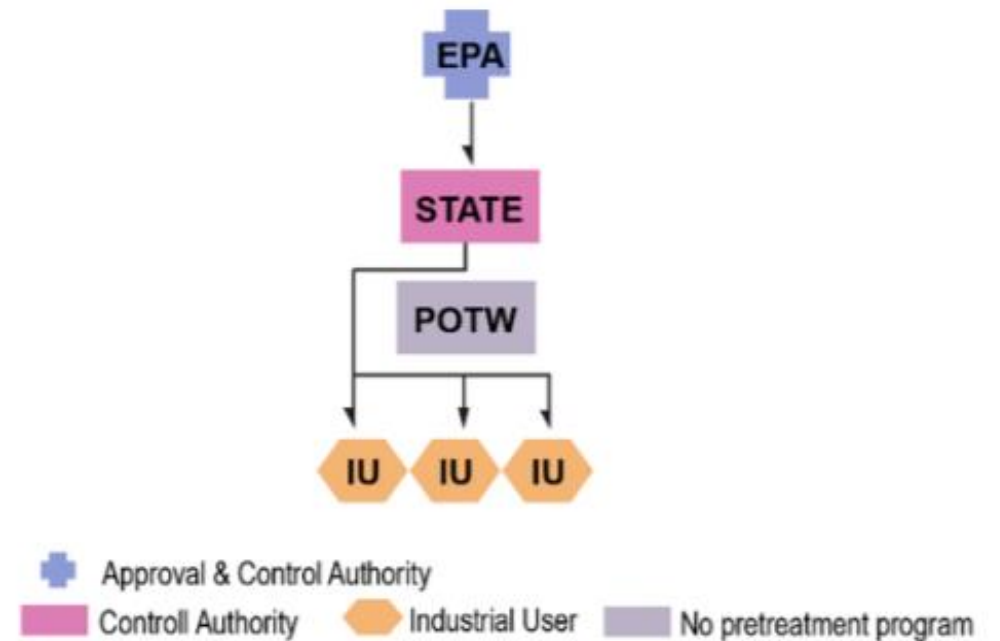 EPA
STATE
POTW
IU IU IU
Approval & Control Authority
Controll Authority Industrial User No pretreatment program